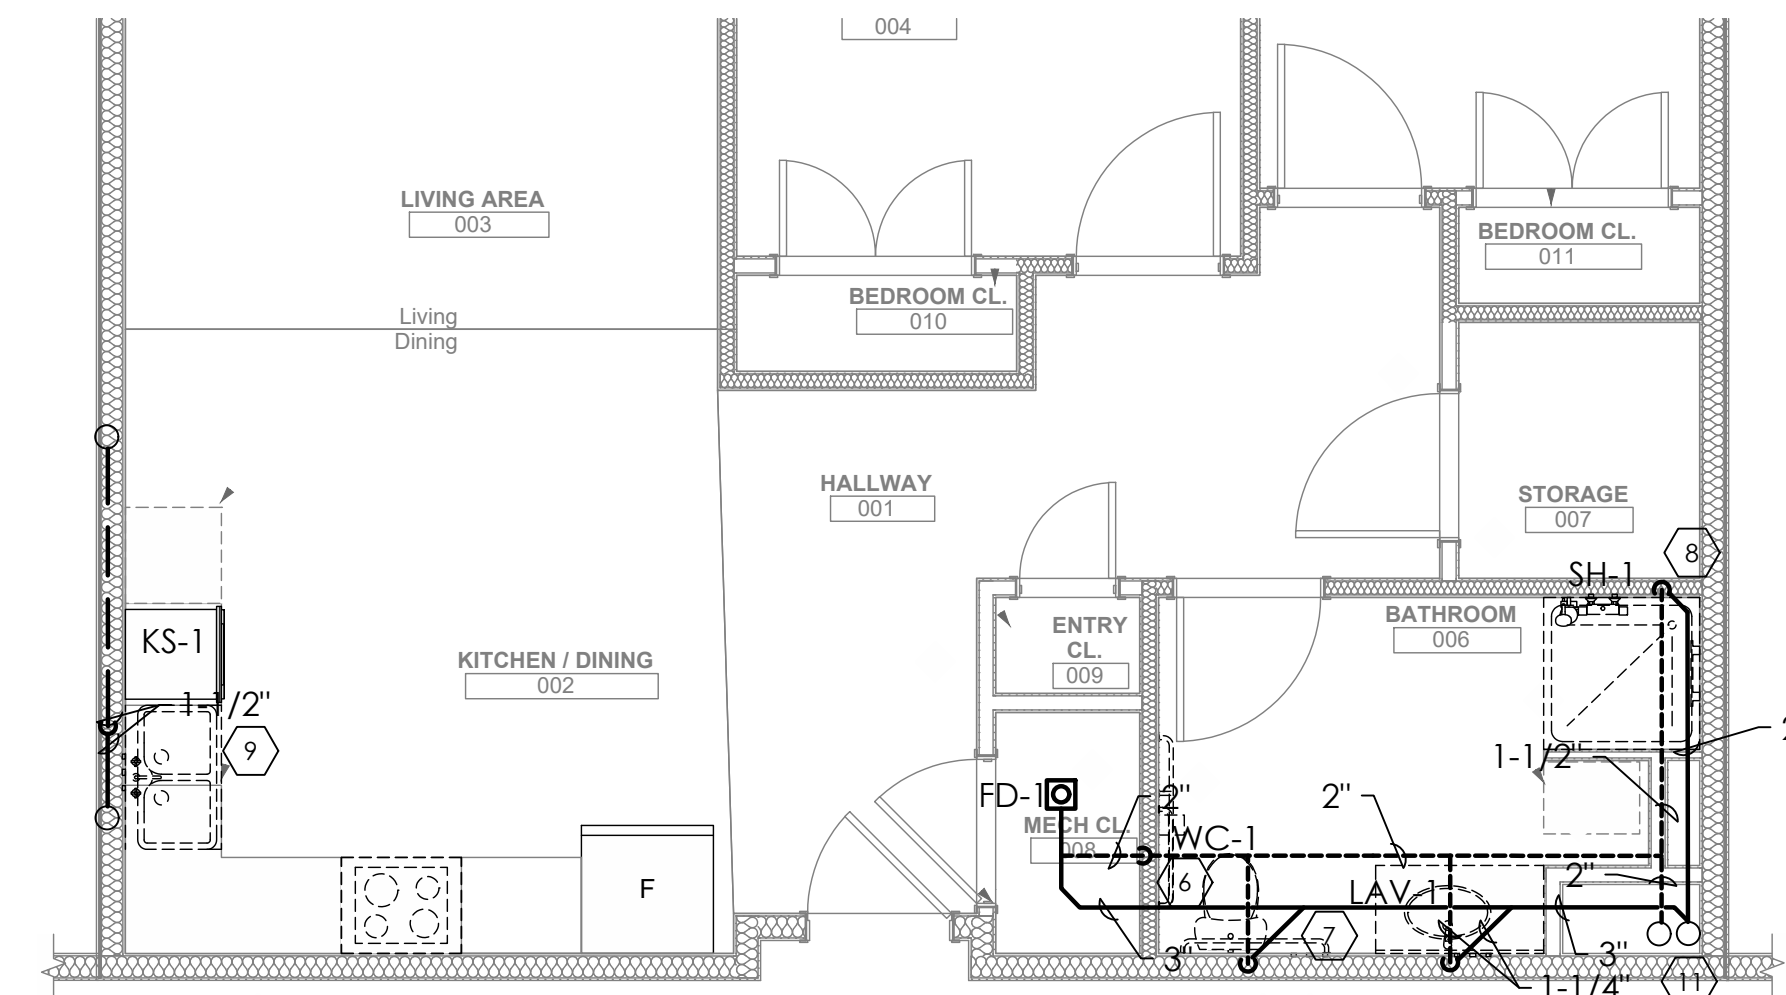 004
LIVING AREA
003
BEDROOM CL.
011
BEDROOM CL.
010
Living
Dining
HALLWAY
001
STORAGE
007
8
SH-1
ENTRY
CL.
009
BATHROOM
006
KS-1
KITCHEN / DINING
002
1-1/2"
9
2
1-1/2"
FD-1
2"
2"
MECH CL.
008
WC-1
6
LAV-1
2"
F
7
3"
3"
11
1-1/4"